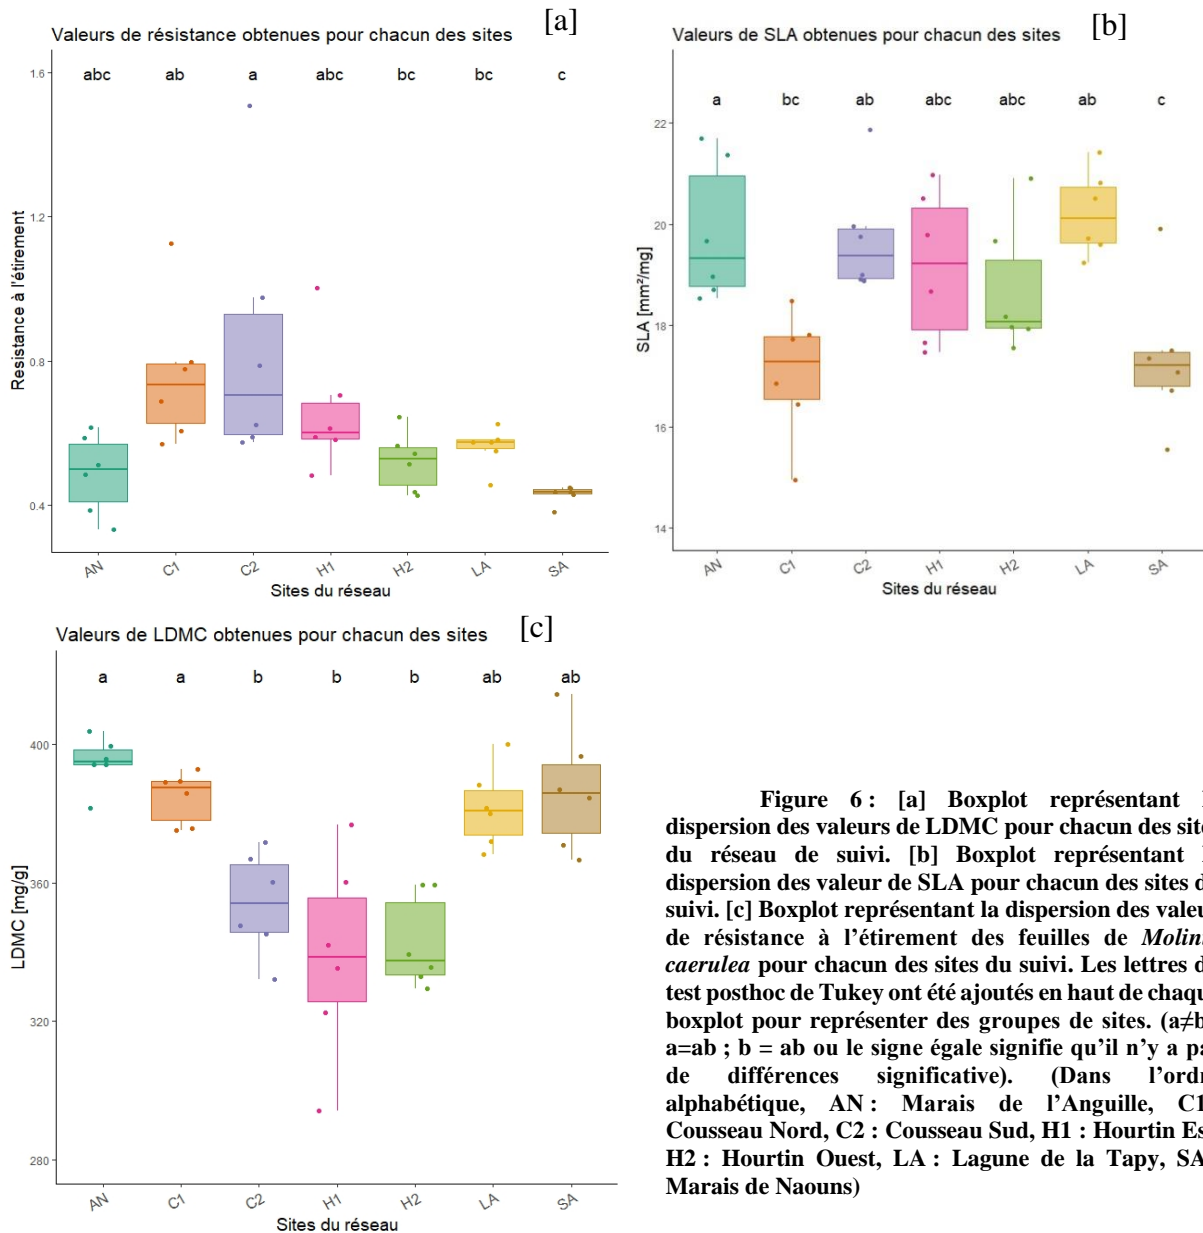 Valeurs de résistance obtenues pour chacun des sites
[a]
1.6
abc ab a abc bc bc c
1.2
0.8
0.4
Resistance à l'étirement
AN C1 C2 H1 H2 LA SA
Sites du réseau
Valeurs de SLA obtenues pour chacun des sites
[b]
a bc ab abc abc ab c
22
20
18
16
14
SLA [mm²/mg]
AN C1 C2 H1 H2 LA SA
Sites du réseau
Valeurs de LDMC obtenues pour chacun des sites
[c]
a a b b b ab ab
400
360
320
280
LDMC [mg/g]
AN C1 C2 H1 H2 LA SA
Sites du réseau
Figure 6 : [a] Boxplot représentant
dispersion des valeurs de LDMC pour chacun des site
du réseau de suivi. [b] Boxplot représentant
dispersion des valeur de SLA pour chacun des sites d
suivi. [c] Boxplot représentant la dispersion des valeu
de résistance à l'étirement des feuilles de Molin
caerulea pour chacun des sites du suivi. Les lettres d
test posthoc de Tukey ont été ajoutés en haut de chaqu
boxplot pour représenter des groupes de sites. (a≠b
a=ab ; b = ab ou le signe égale signifie qu'il n'y a pa
de différences significative). (Dans l'ord
alphabétique, AN : Marais de l'Anguille, C1
Cousseau Nord, C2 : Cousseau Sud, H1 : Hourtin Es
H2 : Hourtin Ouest, LA : Lagune de la Tapy, SA
Marais de Naouns)